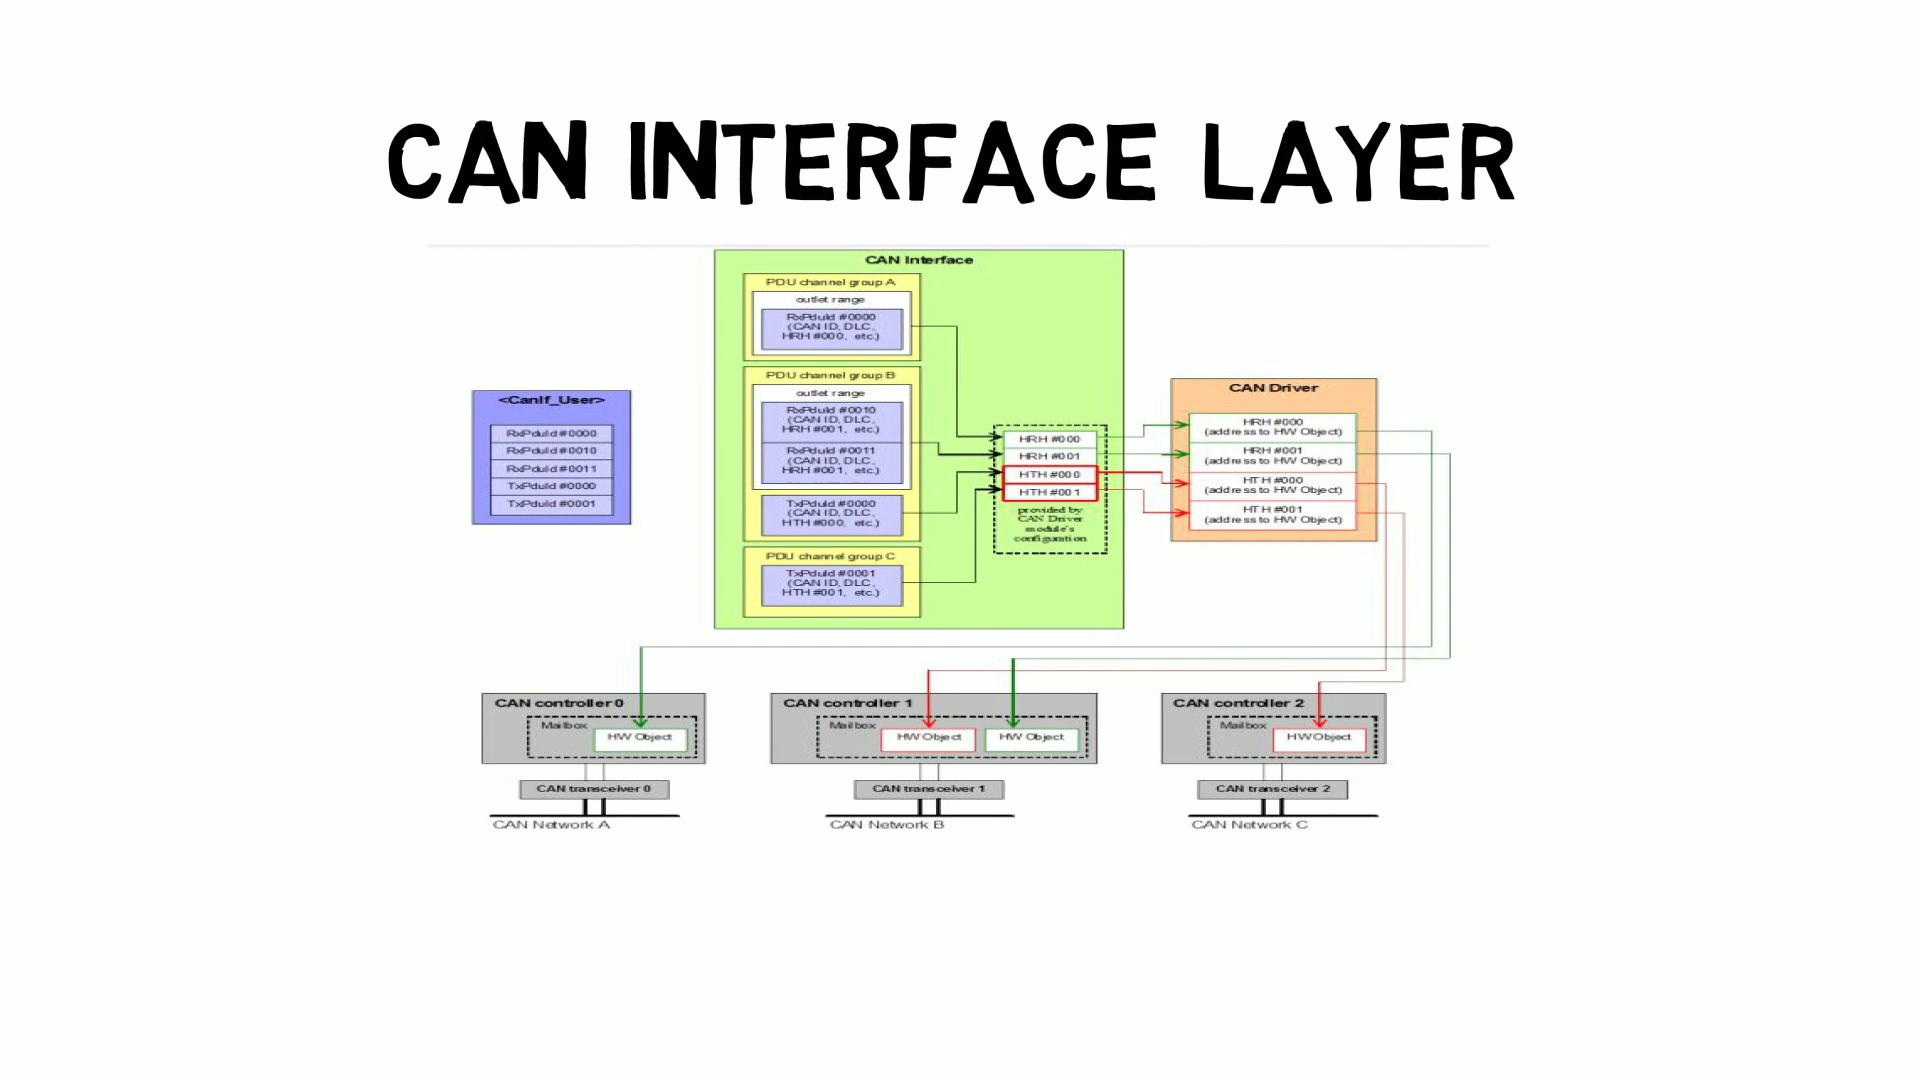 CAN INTERFACE LAYER
CAN Interface
PDU channel group A
outlet range
RxPduId #0000
(CAN ID, DLC,
HRH #000, etc.)
PDU channel group B
outlet range
RxPduId #0010
(CAN ID, DLC,
HRH #001, etc.)
RxPduId #0011
(CAN ID, DLC,
HRH #001, etc.)
TxPduId #0000
(CAN ID, DLC,
HTH #000, etc.)
PDU channel group C
TxPduId #0001
(CAN ID, DLC,
HTH #001, etc.)
<CanIf_User>
RxPduId #0000
RxPduId #0010
RxPduId #0011
TxPduId #0000
TxPduId #0001
HRH #000
HRH #001
HTH #000
HTH #001
provided by
CAN Driver
module's
configuration
CAN Driver
HRH #000
(address to HW Object)
HRH #001
(address to HW Object)
HTH #000
(address to HW Object)
HTH #001
(address to HW Object)
CAN controller 0
Mailbox
HW Object
CAN transceiver 0
CAN Network A
CAN controller 1
Mailbox
HW Object
HW Object
CAN transceiver 1
CAN Network B
CAN controller 2
Mailbox
HW Object
CAN transceiver 2
CAN Network C